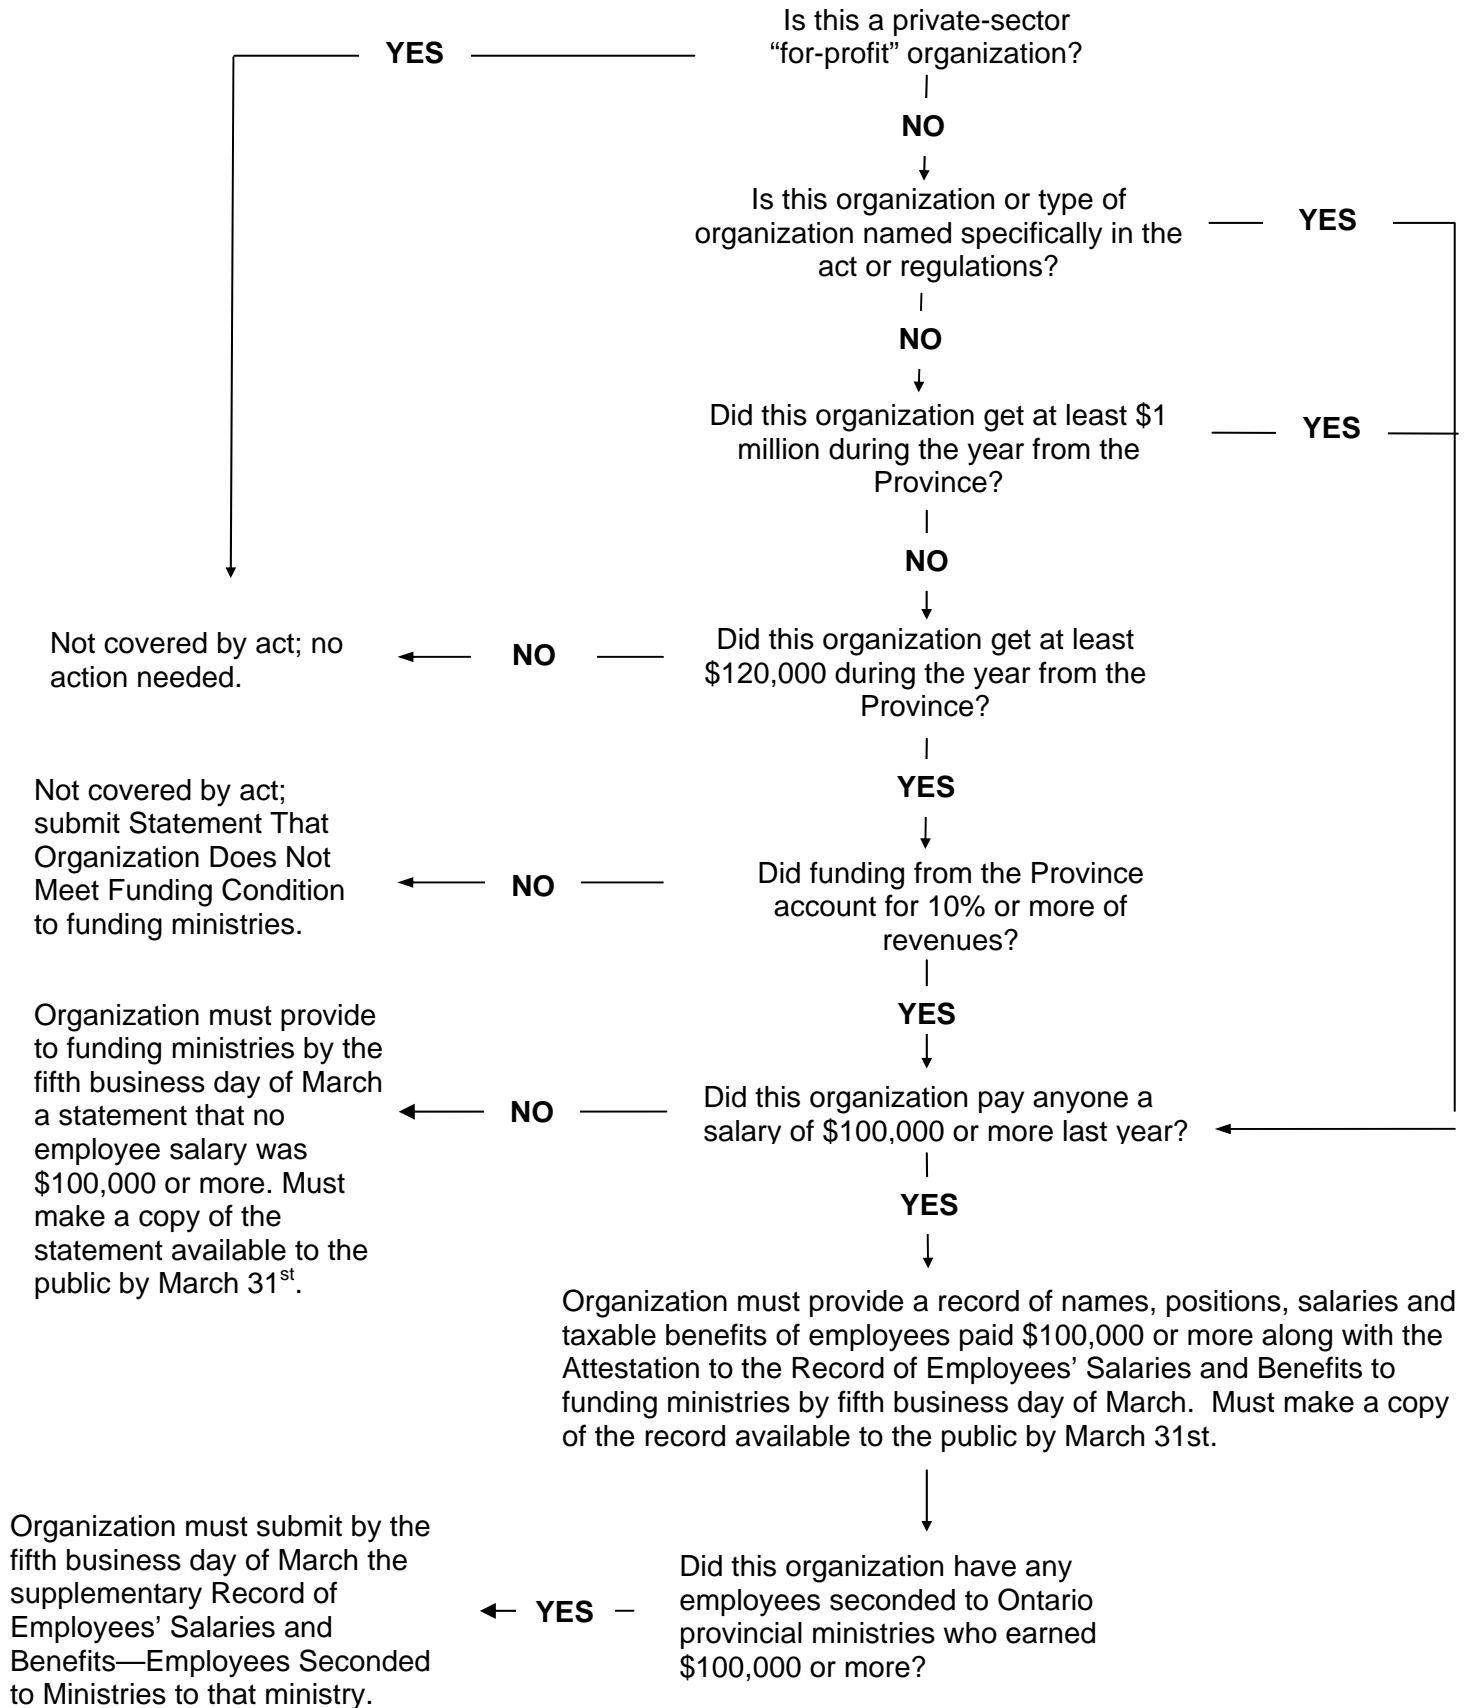 Is this a private-sector
“for-profit” organization?
YES
NO
Is this organization or type of
organization named specifically in the
act or regulations?
YES
NO
Did this organization get at least $1
million during the year from the
Province?
YES
NO
Did this organization get at least
$120,000 during the year from the
Province?
NO
Not covered by act; no
action needed.
YES
Did funding from the Province
account for 10% or more of
revenues?
NO
Not covered by act;
submit Statement That
Organization Does Not
Meet Funding Condition
to funding ministries.
YES
Did this organization pay anyone a
salary of $100,000 or more last year?
NO
Organization must provide
to funding ministries by the
fifth business day of March
a statement that no
employee salary was
$100,000 or more. Must
make a copy of the
statement available to the
public by March 31st.
YES
Organization must provide a record of names, positions, salaries and
taxable benefits of employees paid $100,000 or more along with the
Attestation to the Record of Employees’ Salaries and Benefits to
funding ministries by fifth business day of March.  Must make a copy
of the record available to the public by March 31st.
Did this organization have any
employees seconded to Ontario
provincial ministries who earned
$100,000 or more?
YES
Organization must submit by the
fifth business day of March the
supplementary Record of
Employees’ Salaries and
Benefits—Employees Seconded
to Ministries to that ministry.